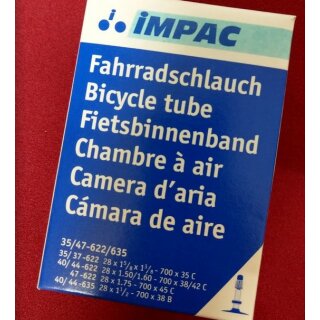 iMPAC
Fahrradschlauch
Bicycle tube
Fietsbinnenband
Chambre à air
Camera d'aria
Cámara de aire
35/47-622/635
35/ 37-622 28 x 1 5/8 x 1 3/8 - 700 x 35 C
40/ 44-622 28 x 1.50/1.60 - 700 x 38/42 C
47-622 28 x 1.75 - 700 x 45 C
40/ 44-635 28 x 1 1/2 - 700 x 38 B